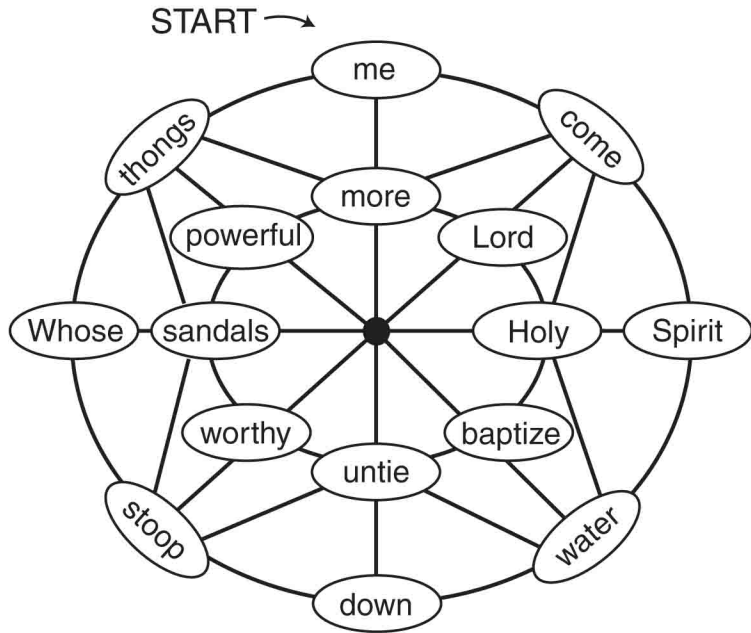 START
me
thongs
come
more
powerful
Lord
Whose
sandals
Holy
Spirit
worthy
baptize
untie
stoop
water
down